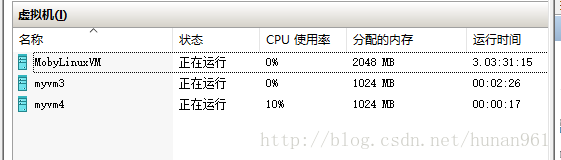 虚拟机(I)
名称 状态 CPU 使用率 分配的内存 运行时间
MobyLinuxVM 正在运行 0% 2048 MB 3.03:31:15
myvm3 正在运行 0% 1024 MB 00:02:26
myvm4 正在运行 10% 1024 MB 00:00:17
http://blog.csdn.net/hunan961